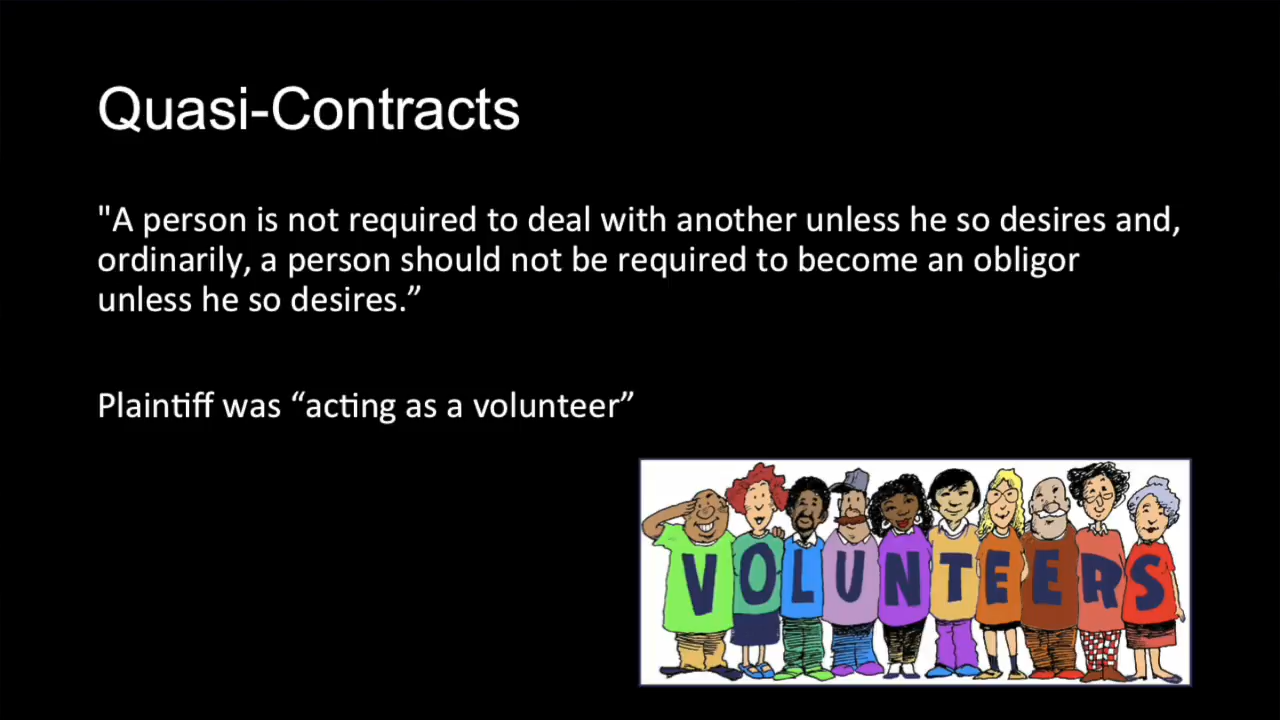 Quasi-Contracts
"A person is not required to deal with another unless he so desires and,
ordinarily, a person should not be required to become an obligor
unless he so desires.”
Plaintiff was “acting as a volunteer”
VOLUNTEERS